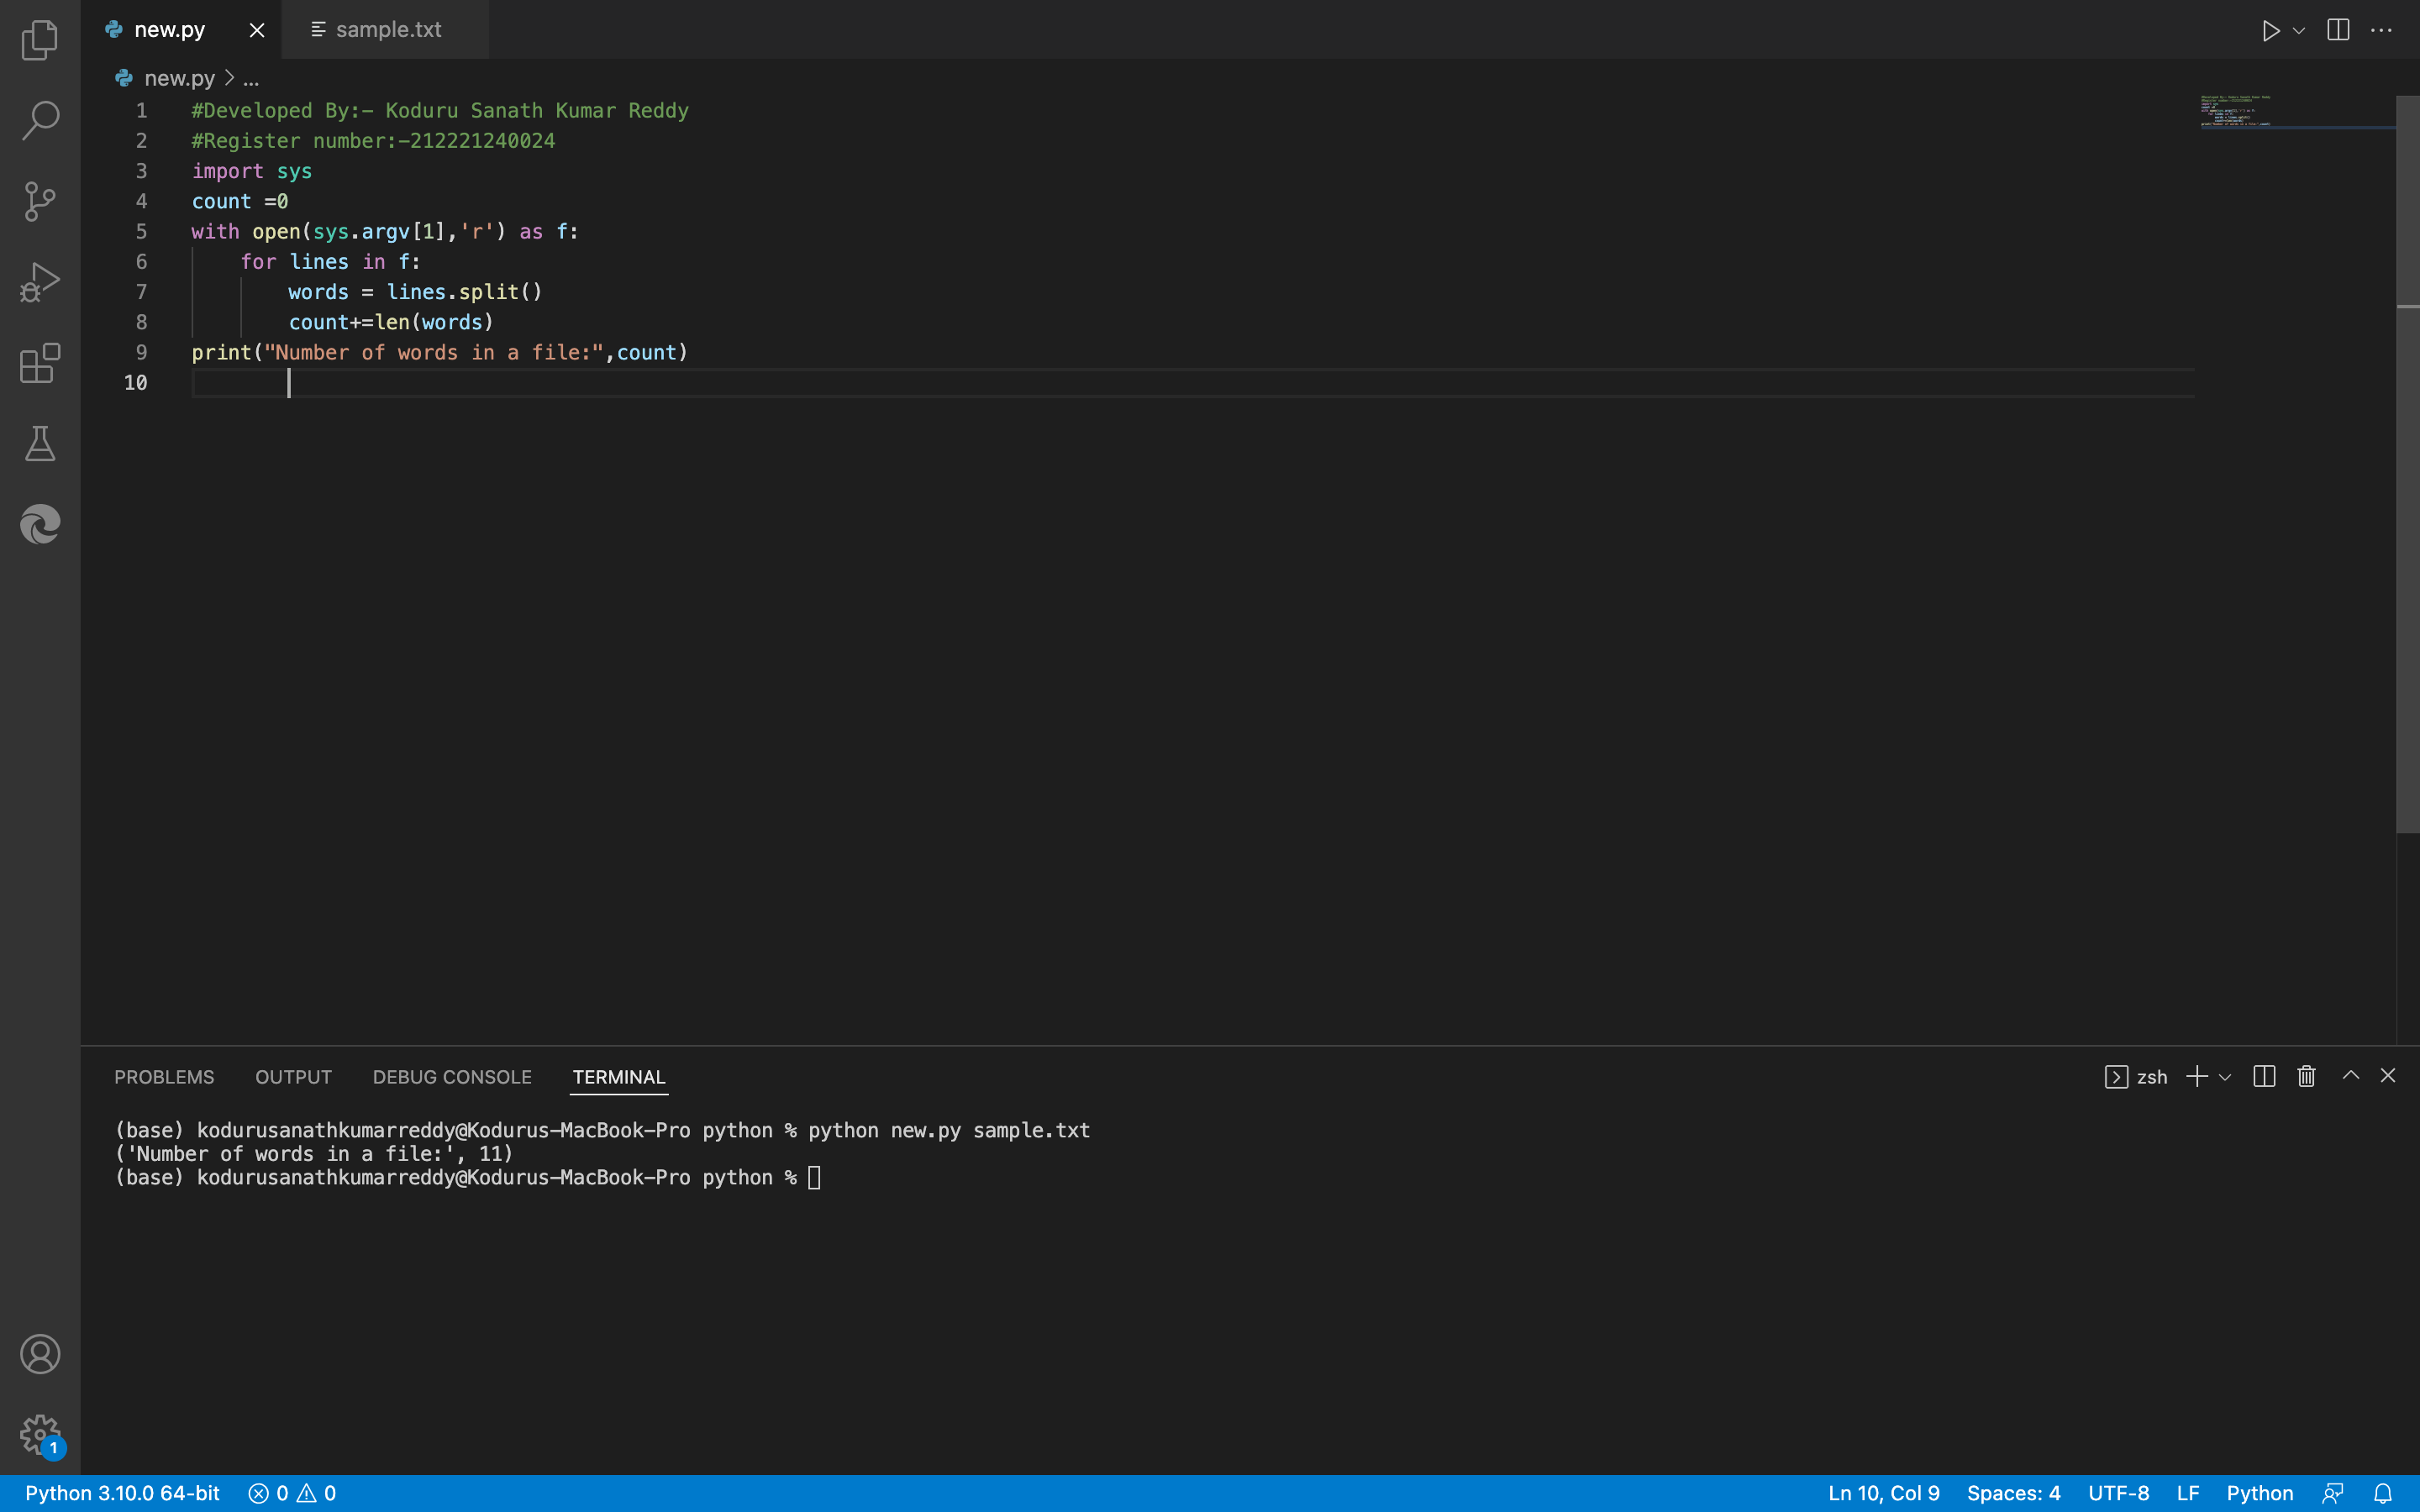 new.py
sample.txt
new.py > ...
1 #Developed By:- Koduru Sanath Kumar Reddy
2 #Register number:-212221240024
3 import sys
4 count =0
5 with open(sys.argv[1],'r') as f:
6     for lines in f:
7         words = lines.split()
8         count+=len(words)
9 print("Number of words in a file:",count)
10
PROBLEMS OUTPUT DEBUG CONSOLE TERMINAL
zsh
(base) kodurusanathkumarreddy@Kodurus-MacBook-Pro python % python new.py sample.txt
('Number of words in a file:', 11)
(base) kodurusanathkumarreddy@Kodurus-MacBook-Pro python %
1
Python 3.10.0 64-bit 0 0 Ln 10, Col 9 Spaces: 4 UTF-8 LF Python